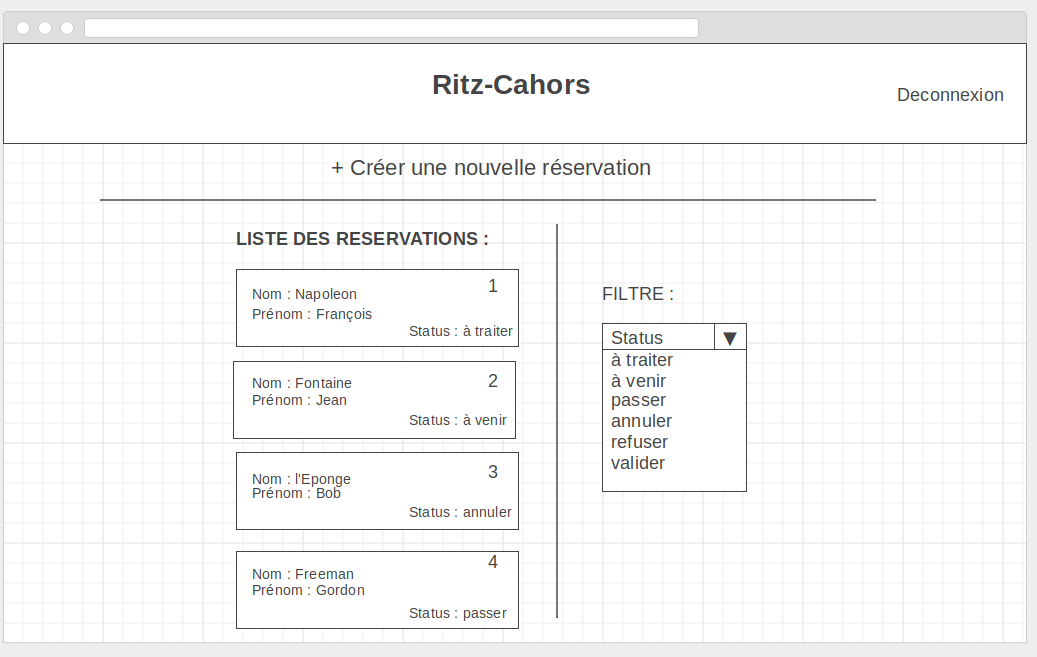 Ritz-Cahors
Deconnexion
+ Créer une nouvelle réservation
LISTE DES RESERVATIONS :
1
Nom : Napoleon
Prénom : François
Status : à traiter
2
Nom : Fontaine
Prénom : Jean
Status : à venir
3
Nom : l'Eponge
Prénom : Bob
Status : annuler
4
Nom : Freeman
Prénom : Gordon
Status : passer
FILTRE :
Status ▼
à traiter
à venir
passer
annuler
refuser
valider